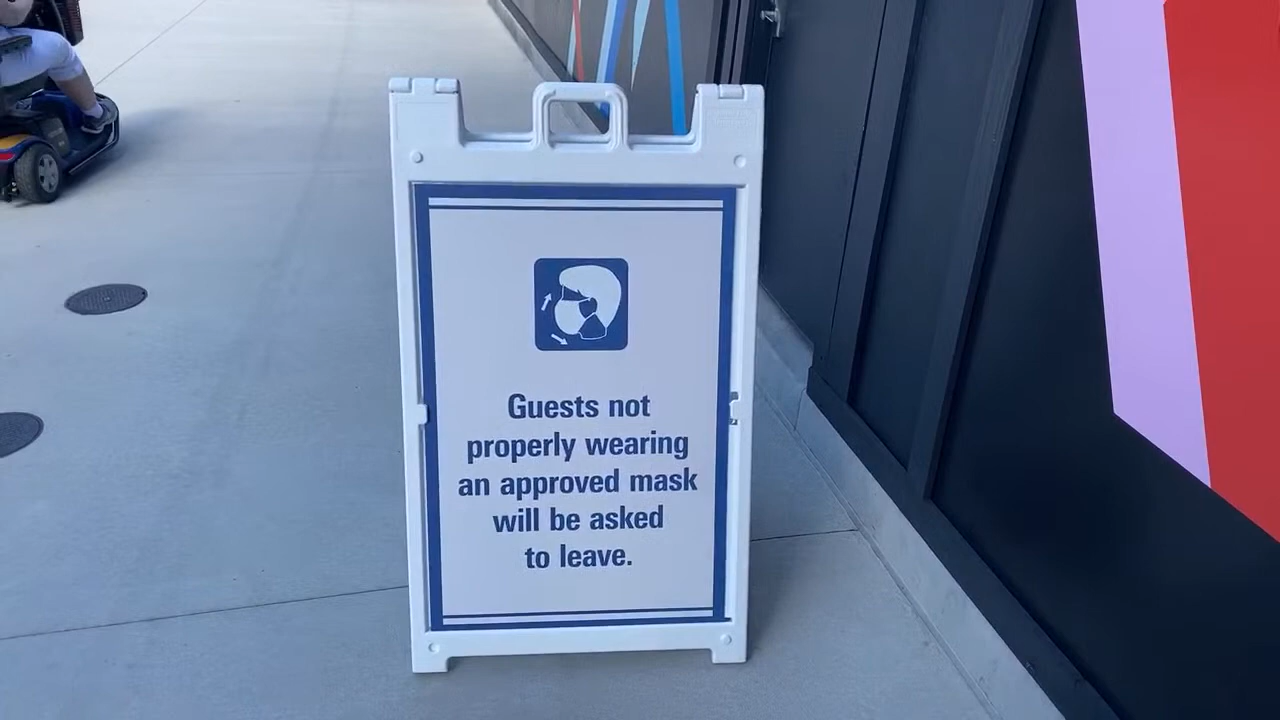 Guests not
properly wearing
an approved mask
will be asked
to leave.